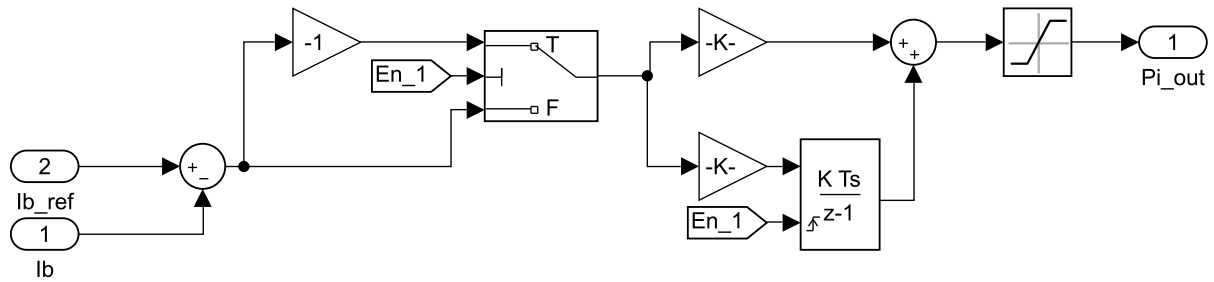 -1
T
En_1
F
2
+
−
Ib_ref
1
Ib
-K-
-K-
En_1
K Ts
z-1
+
+
1
Pi_out